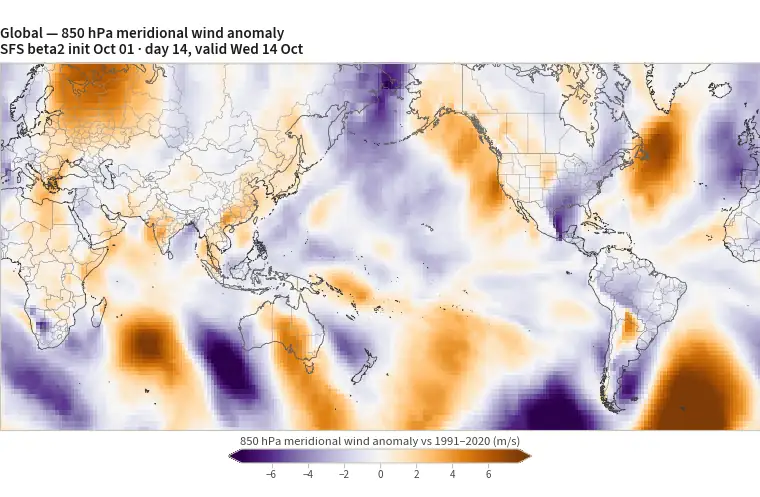 Global — 850 hPa meridional wind anomaly
SFS beta2 init Oct 01 · day 14, valid Wed 14 Oct
850 hPa meridional wind anomaly vs 1991–2020 (m/s)
−6 −4 −2 0 2 4 6